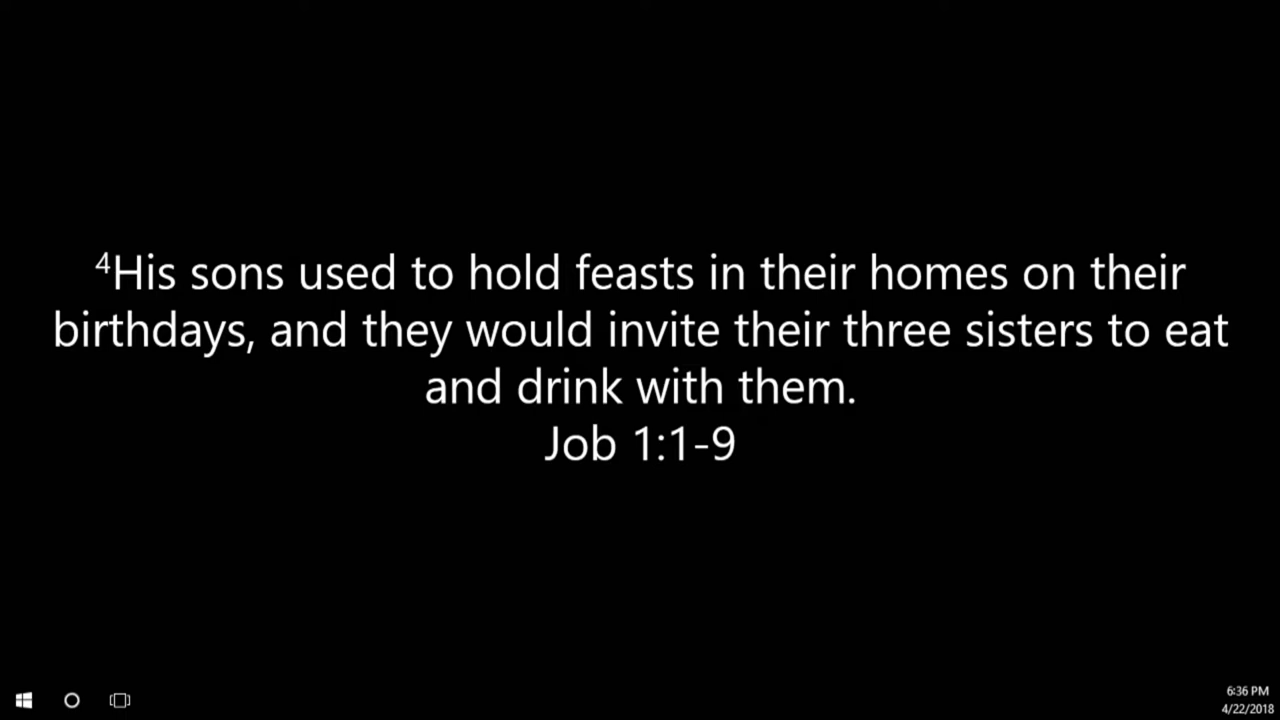 ⁴His sons used to hold feasts in their homes on their
birthdays, and they would invite their three sisters to eat
and drink with them.
Job 1:1-9
6:36 PM
4/22/2018